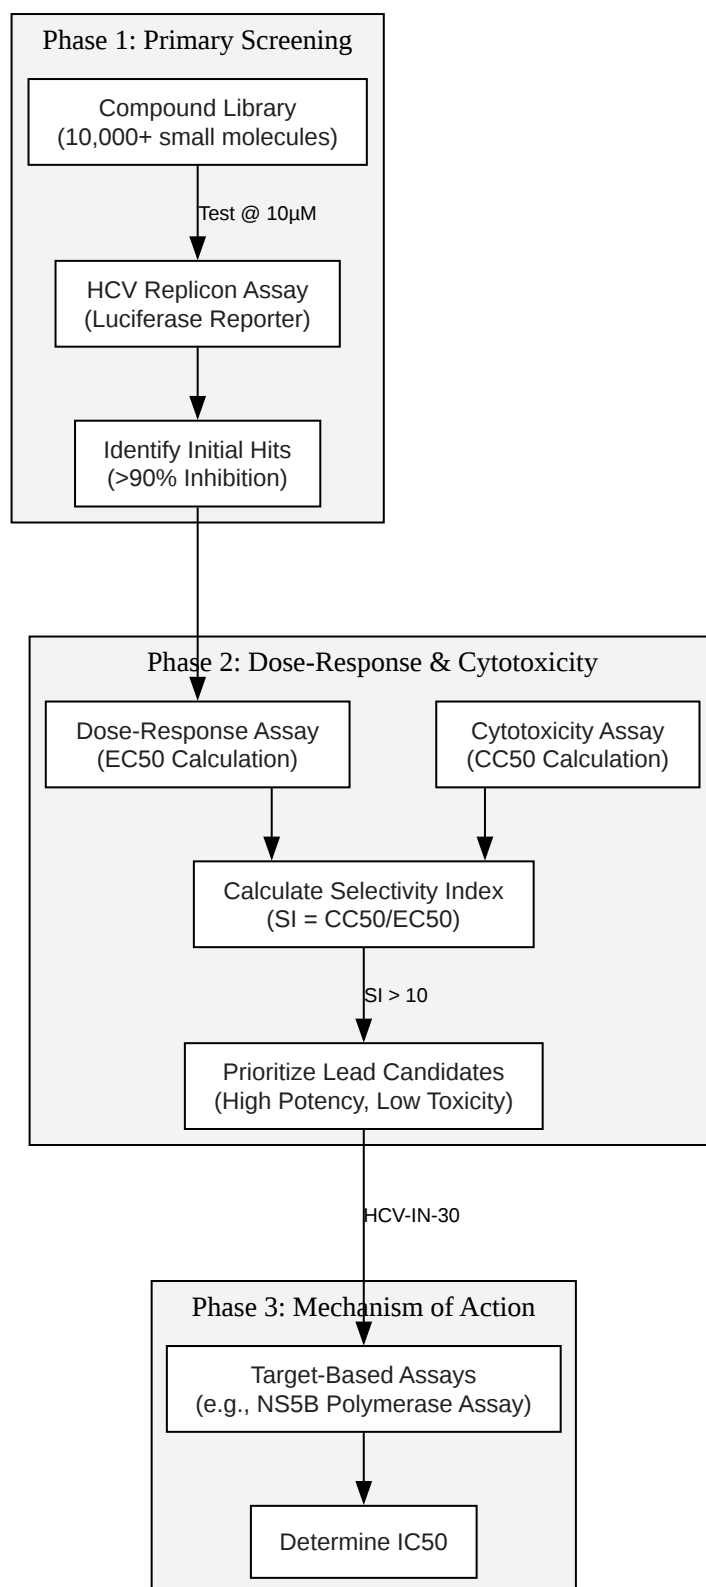 Phase 1: Primary Screening
Compound Library
(10,000+ small molecules)
Test @ 10µM
HCV Replicon Assay
(Luciferase Reporter)
Identify Initial Hits
(>90% Inhibition)
Phase 2: Dose-Response & Cytotoxicity
Dose-Response Assay
(EC50 Calculation)
Cytotoxicity Assay
(CC50 Calculation)
Calculate Selectivity Index
(SI = CC50/EC50)
SI > 10
Prioritize Lead Candidates
(High Potency, Low Toxicity)
HCV-IN-30
Phase 3: Mechanism of Action
Target-Based Assays
(e.g., NS5B Polymerase Assay)
Determine IC50